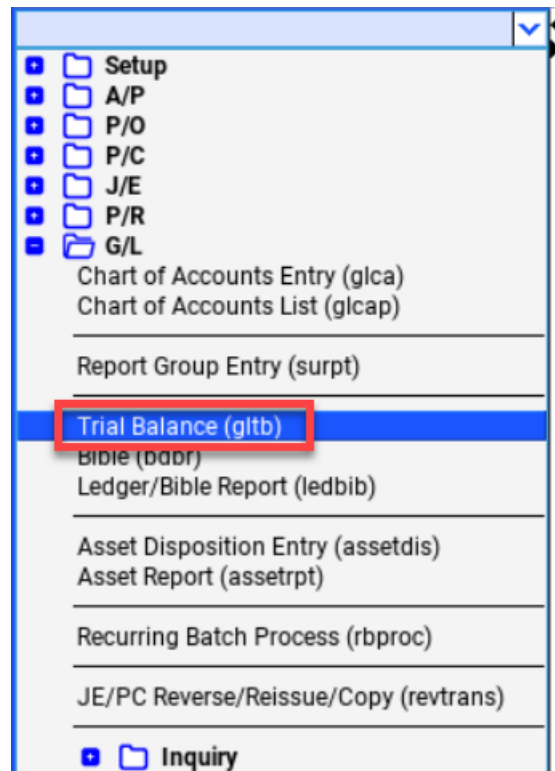 Setup
A/P
P/O
P/C
J/E
P/R
G/L
Chart of Accounts Entry (glca)
Chart of Accounts List (glcap)
Report Group Entry (surpt)
Trial Balance (gltb)
Bible (bdbr)
Ledger/Bible Report (ledbib)
Asset Disposition Entry (assetdis)
Asset Report (assetrpt)
Recurring Batch Process (rbproc)
JE/PC Reverse/Reissue/Copy (revtrans)
Inquiry